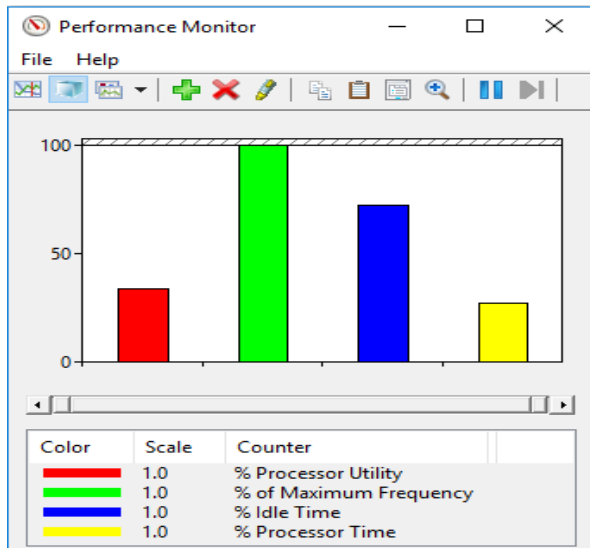 Performance Monitor
File Help
100
50
0
Color Scale Counter
1.0 % Processor Utility
1.0 % of Maximum Frequency
1.0 % Idle Time
1.0 % Processor Time